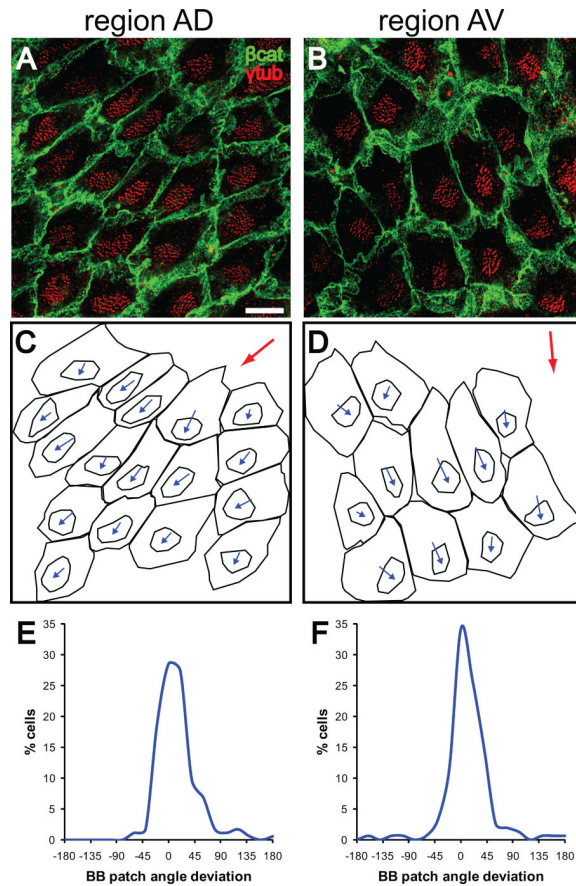 region AD
region AV
A
βcat
γtub
B
C
D
E
% cells
35
30
25
20
15
10
5
0
-180 -135 -90 -45 0 45 90 135 180
BB patch angle deviation
F
% cells
35
30
25
20
15
10
5
0
-180 -135 -90 -45 0 45 90 135 180
BB patch angle deviation